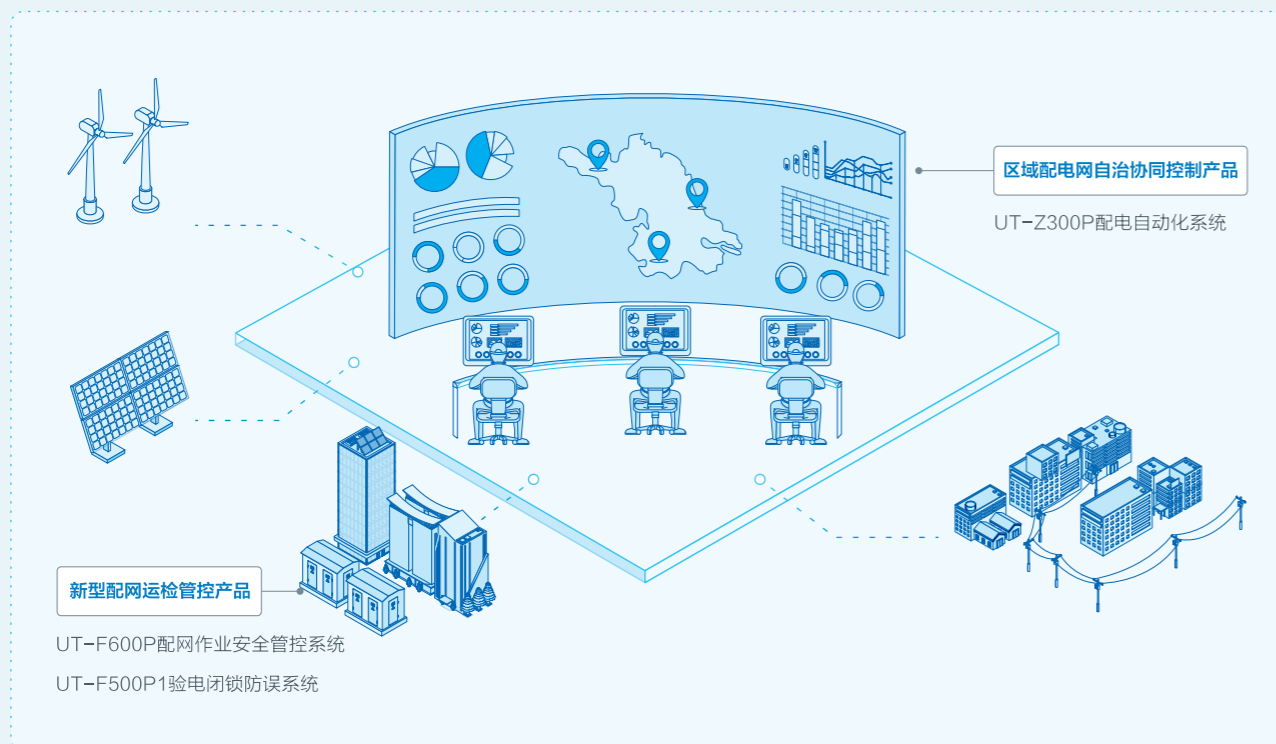 区域配电网自治协同控制产品
UT-Z300P配电自动化系统
新型配网运检管控产品
UT-F600P配网作业安全管控系统
UT-F500P1验电闭锁防误系统